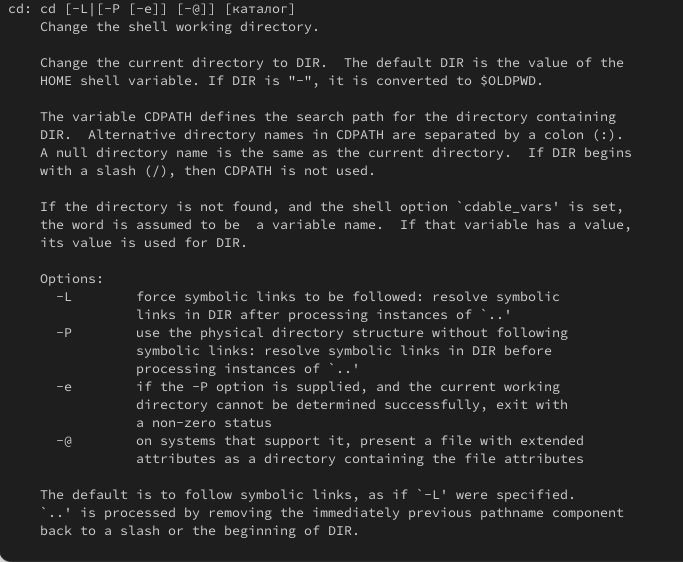 cd: cd [-L|[-P [-e]] [-@]] [каталог]
    Change the shell working directory.

    Change the current directory to DIR.  The default DIR is the value of the
    HOME shell variable. If DIR is "-", it is converted to $OLDPWD.

    The variable CDPATH defines the search path for the directory containing
    DIR.  Alternative directory names in CDPATH are separated by a colon (:).
    A null directory name is the same as the current directory.  If DIR begins
    with a slash (/), then CDPATH is not used.

    If the directory is not found, and the shell option `cdable_vars' is set,
    the word is assumed to be  a variable name.  If that variable has a value,
    its value is used for DIR.

    Options:
      -L        force symbolic links to be followed: resolve symbolic
                links in DIR after processing instances of `..'
      -P        use the physical directory structure without following
                symbolic links: resolve symbolic links in DIR before
                processing instances of `..'
      -e        if the -P option is supplied, and the current working
                directory cannot be determined successfully, exit with
                a non-zero status
      -@        on systems that support it, present a file with extended
                attributes as a directory containing the file attributes

    The default is to follow symbolic links, as if `-L' were specified.
    `..' is processed by removing the immediately previous pathname component
    back to a slash or the beginning of DIR.